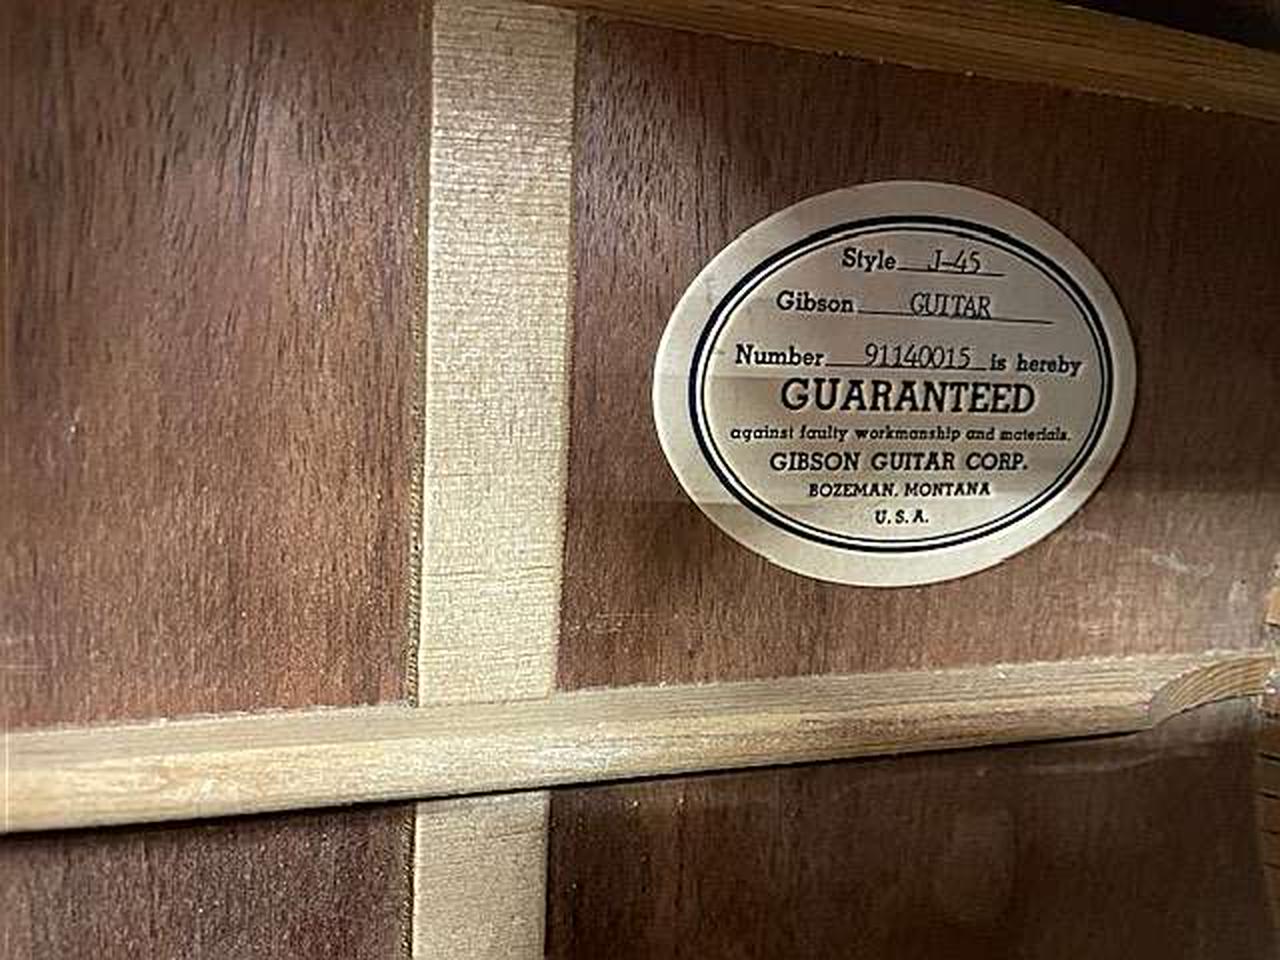 Style J-45
Gibson GUITAR
Number 91140015 is hereby
GUARANTEED
against faulty workmanship and materials.
GIBSON GUITAR CORP.
BOZEMAN, MONTANA
U. S. A.